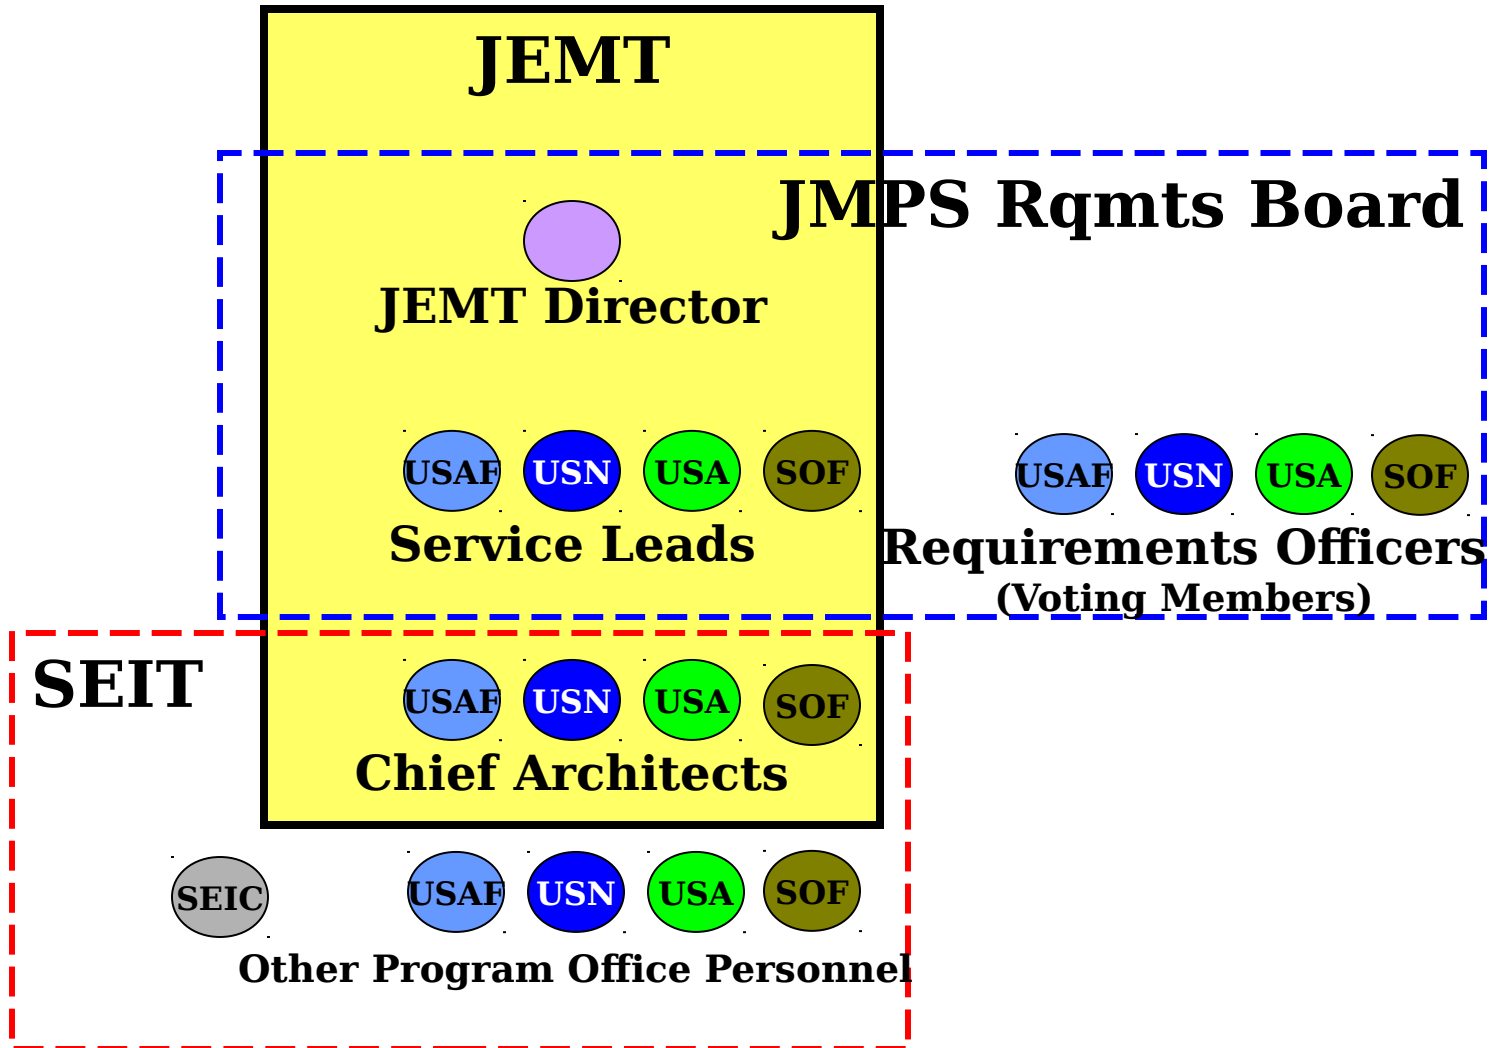 JEMT
JMPS Rqmts Board
JEMT Director
USAF USN USA SOF
Service Leads
USAF USN USA SOF
Requirements Officers
(Voting Members)
SEIT
USAF USN USA SOF
Chief Architects
SEIC
USAF USN USA SOF
Other Program Office Personnel